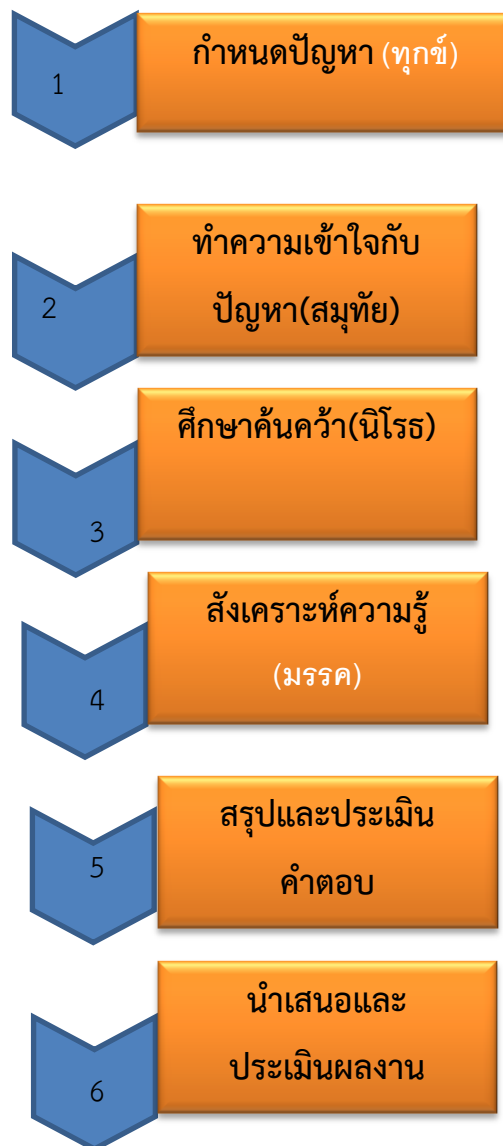 1
กำหนดปัญหา (ทุกข์)
2
ทำความเข้าใจกับ
ปัญหา(สมุทัย)
3
ศึกษาค้นคว้า(นิโรธ)
4
สังเคราะห์ความรู้
(มรรค)
5
สรุปและประเมิน
คำตอบ
6
นำเสนอและ
ประเมินผลงาน